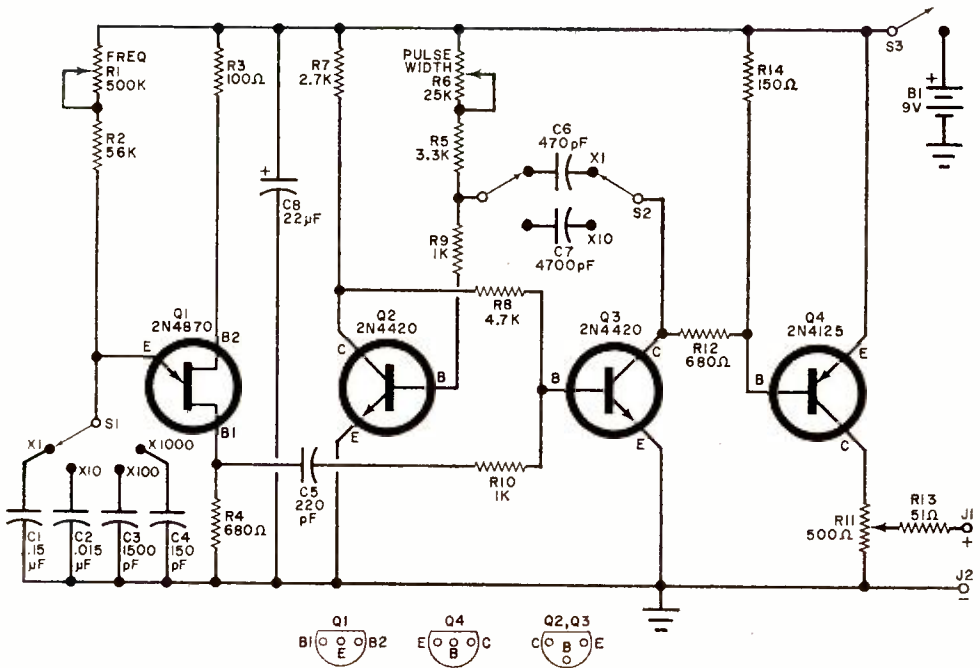 FREQ
R1
500K
R2
56K
R3
100Ω
C8
22µF
R7
2.7K
PULSE
WIDTH
R6
25K
R5
3.3K
R9
1K
C6
470pF
X1
S2
X10
C7
4700pF
R14
150Ω
S3
+
B1
9V
Q1
2N4870
E
B2
B1
Q2
2N4420
C
B
E
R8
4.7K
Q3
2N4420
C
B
E
R12
680Ω
Q4
2N4125
E
B
C
S1
X1
X10
X100
X1000
C1
.15
µF
C2
.015
µF
C3
1500
pF
C4
150
pF
R4
680Ω
C5
220
pF
R10
1K
R11
500Ω
R13
51Ω
J1
+
J2
−
+
Q1
B1 E B2
Q4
E B C
Q2,Q3
C B E